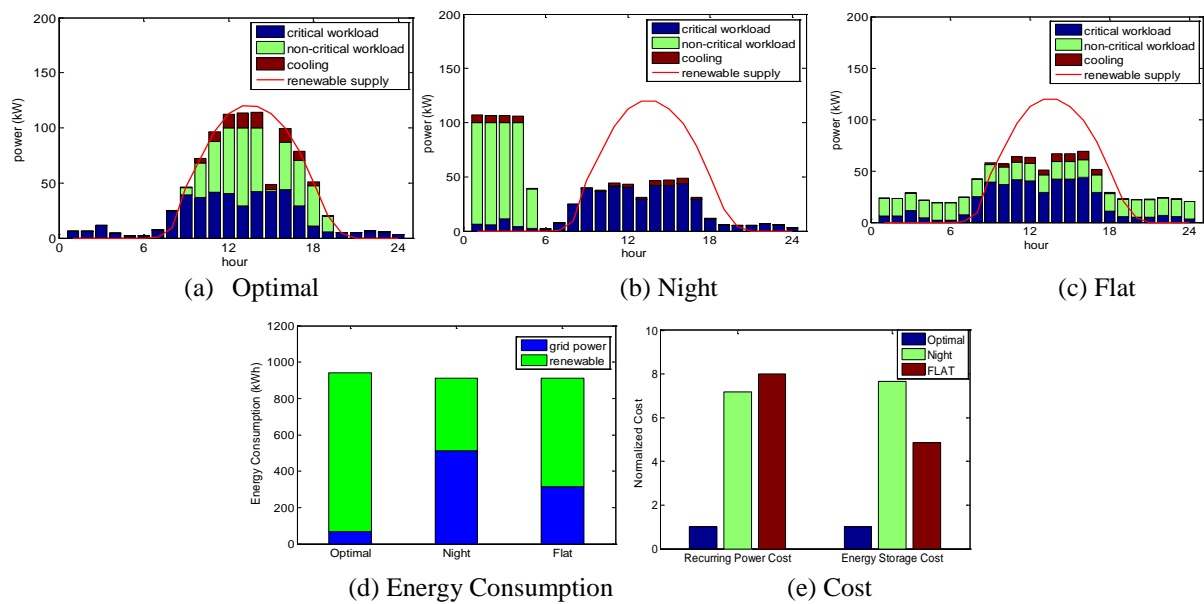 200
150
100
50
0
power (kW)
0
6
12
18
24
hour
critical workload
non-critical workload
cooling
renewable supply
(a) Optimal
200
150
100
50
0
power (kW)
0
6
12
18
24
hour
critical workload
non-critical workload
cooling
renewable supply
(b) Night
200
150
100
50
0
power (kW)
0
6
12
18
24
hour
critical workload
non-critical workload
cooling
renewable supply
(c) Flat
1200
1000
800
600
400
200
0
Energy Consumption (kWh)
Optimal
Night
Flat
grid power
renewable
(d) Energy Consumption
10
8
6
4
2
0
Normalized Cost
Recurring Power Cost
Energy Storage Cost
Optimal
Night
FLAT
(e) Cost